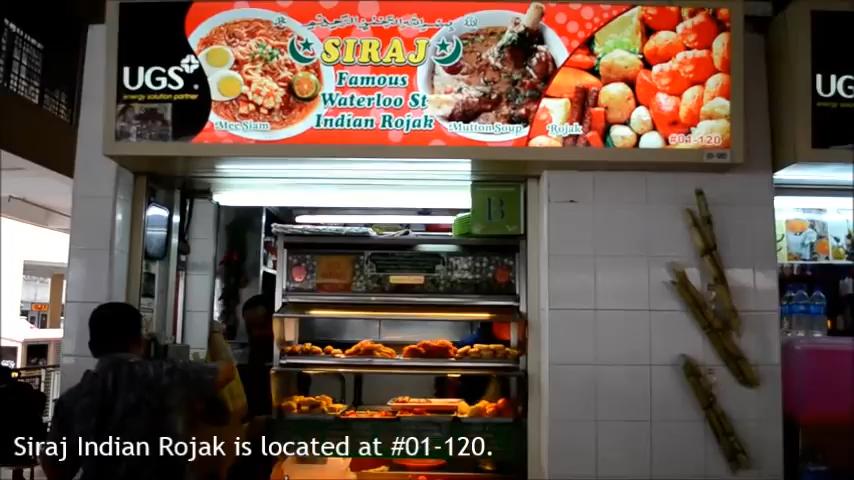 UGS
energy solution • partner
SIRAJ
Famous
Waterloo St
Indian Rojak
Mee Siam
Mutton Soup
Rojak
#01-120
B
UGS
Siraj Indian Rojak is located at #01-120.